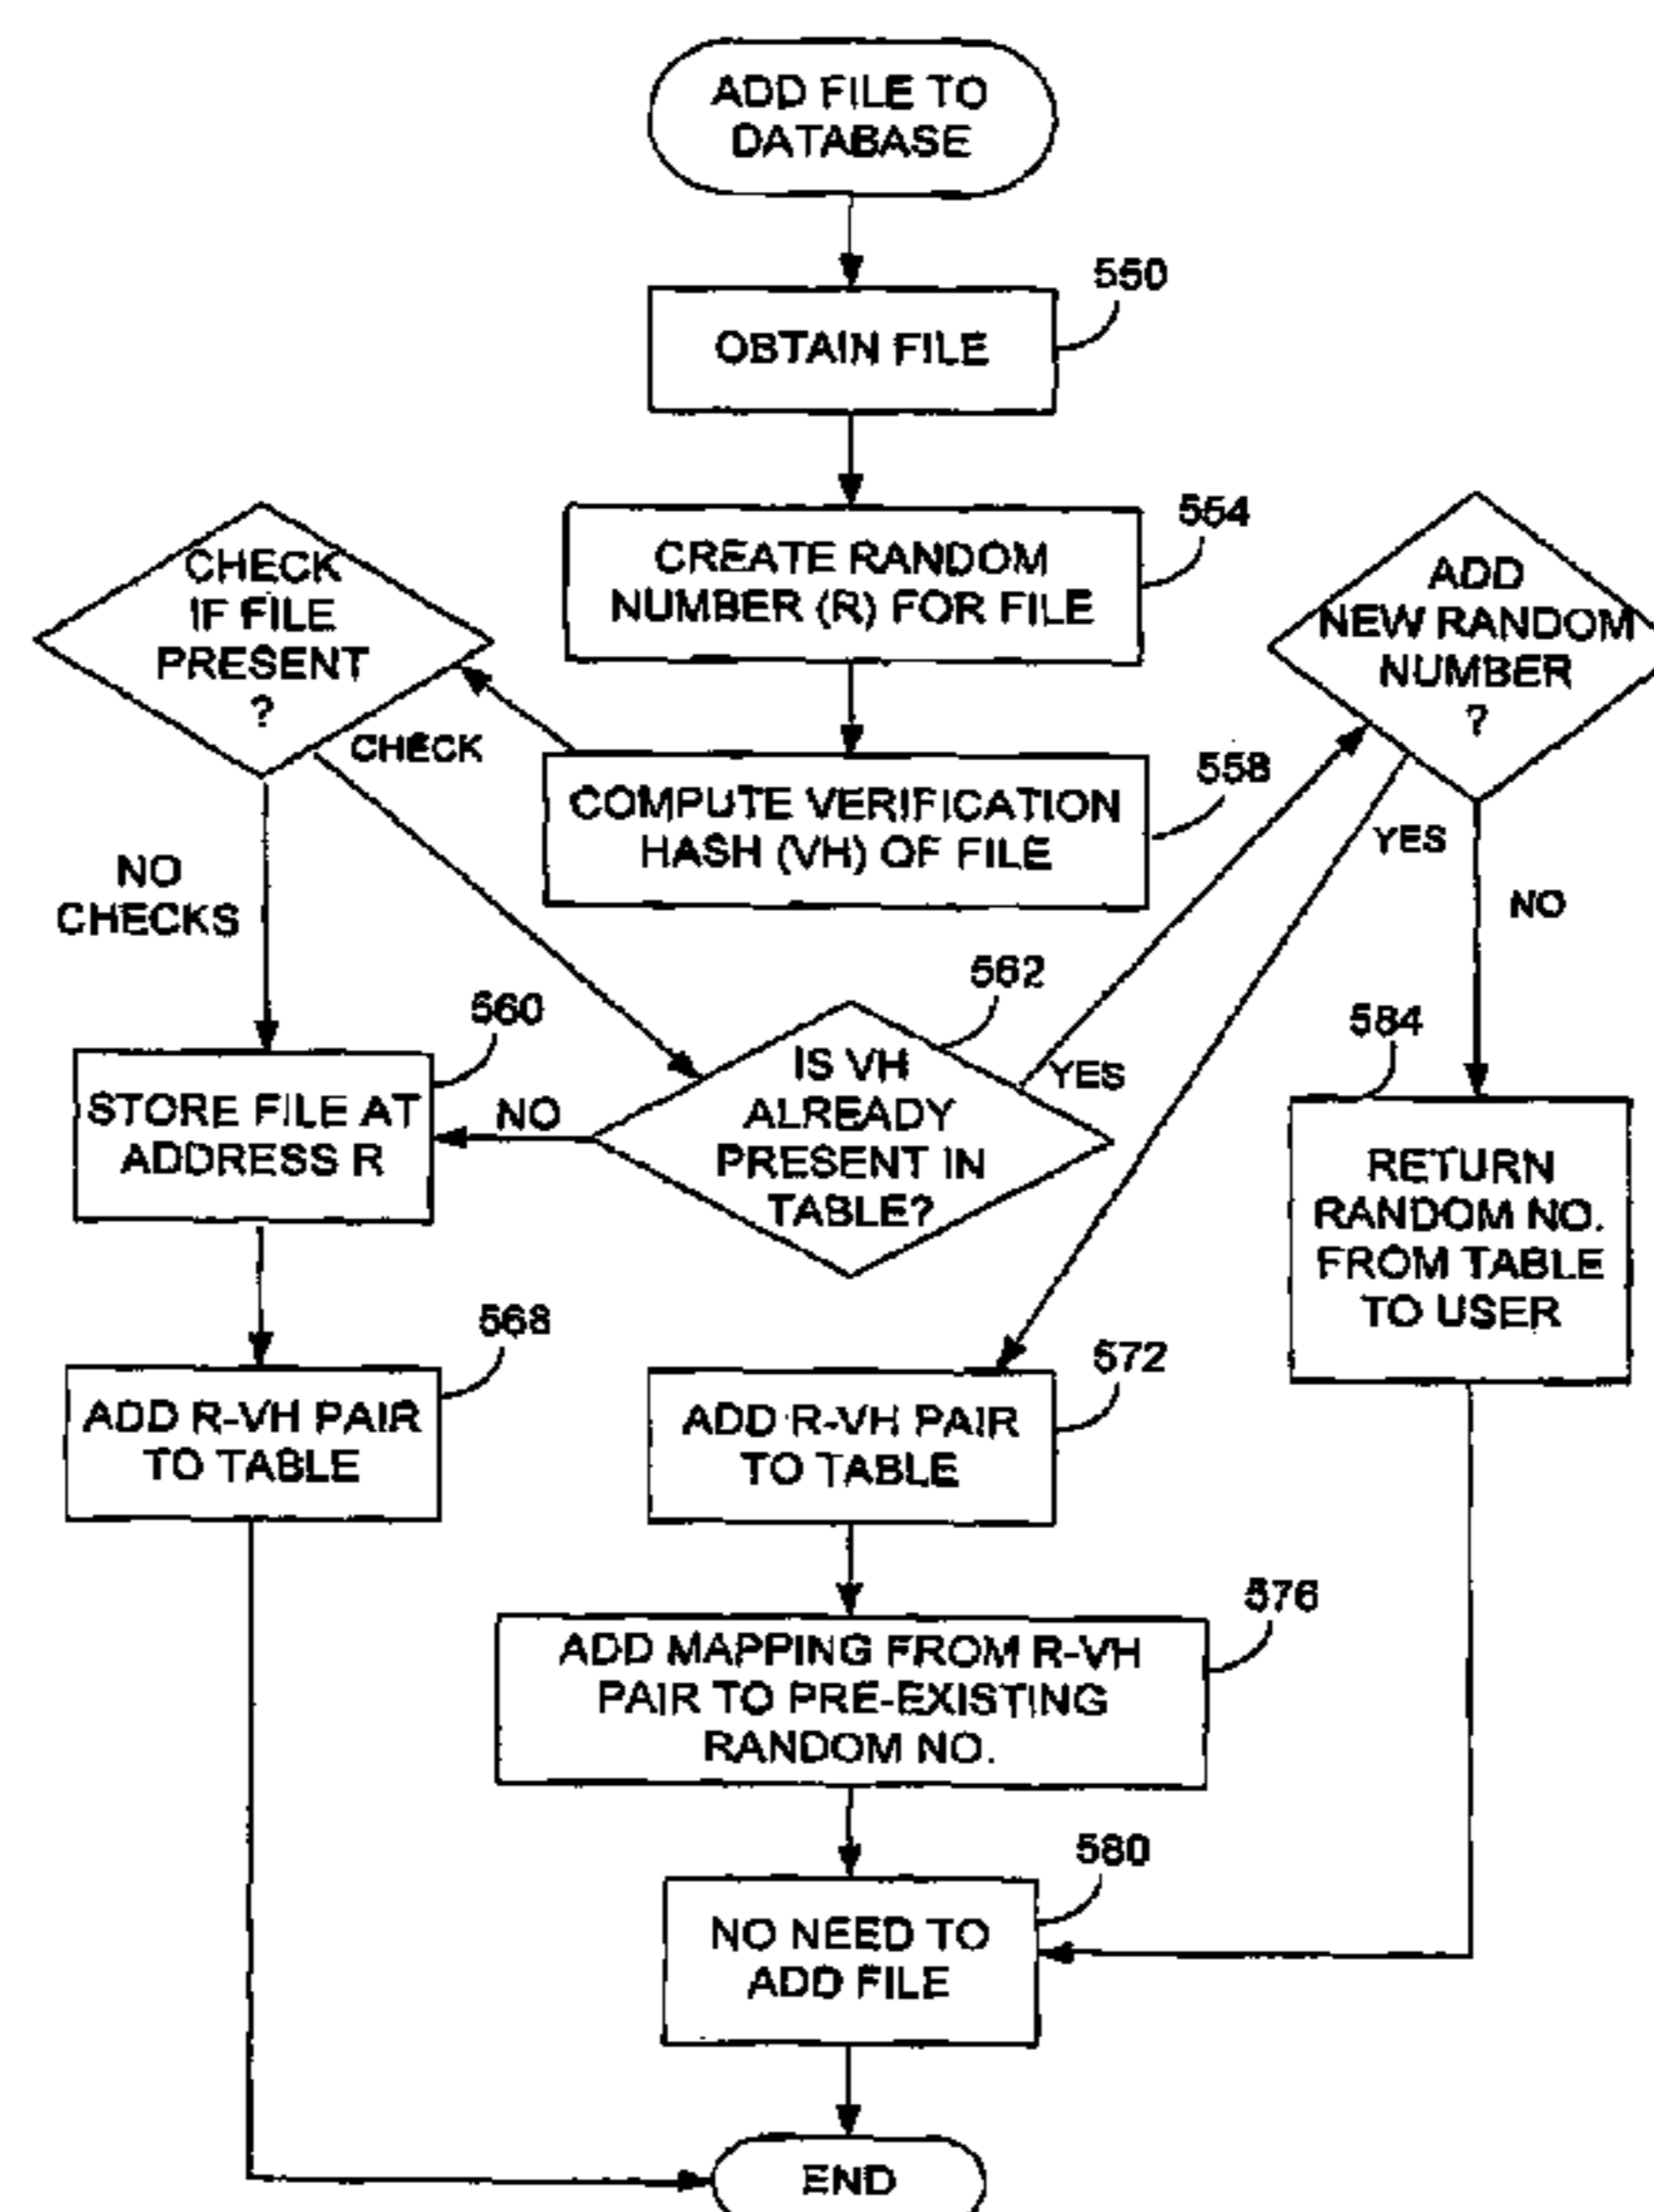 ADD FILE TO
DATABASE
550
OBTAIN FILE
554
CREATE RANDOM
NUMBER (R) FOR FILE
CHECK
IF FILE
PRESENT
?
ADD
NEW RANDOM
NUMBER
?
CHECK
558
COMPUTE VERIFICATION
HASH (VH) OF FILE
YES
NO
CHECKS
NO
560
562
584
STORE FILE AT
ADDRESS R
NO
IS VH
ALREADY
PRESENT IN
TABLE?
YES
RETURN
RANDOM NO.
FROM TABLE
TO USER
568
ADD R-VH PAIR
TO TABLE
572
ADD R-VH PAIR
TO TABLE
576
ADD MAPPING FROM R-VH
PAIR TO PRE-EXISTING
RANDOM NO.
580
NO NEED TO
ADD FILE
END